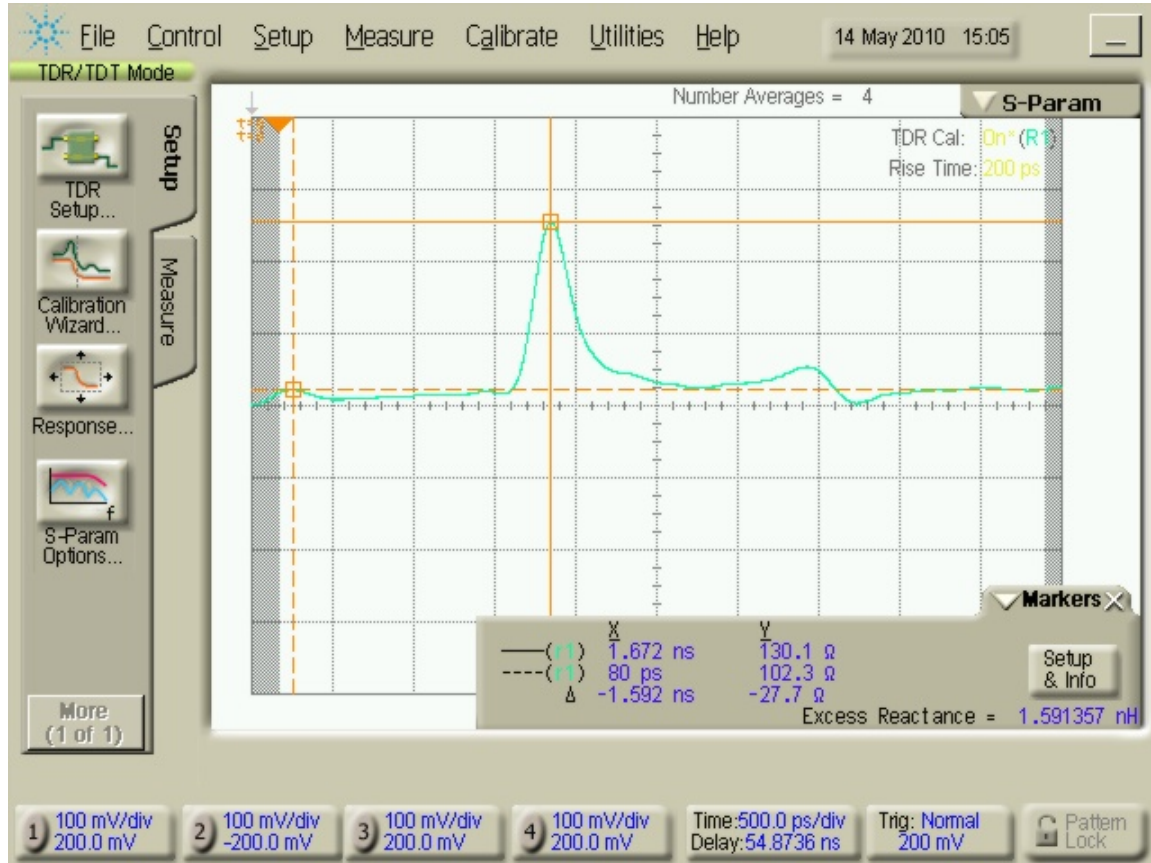 File Control Setup Measure Calibrate Utilities Help 14 May 2010 15:05
TDR/TDT Mode
Number Averages = 4
S-Param
TDR Cal: On* (R1)
Rise Time: 200 ps
Setup
Measure
TDR
Setup...
Calibration
Wizard...
Response...
f
S-Param
Options...
More
(1 of 1)
Markers
X Y
(r1) 1.672 ns 130.1 Ω
(r1) 80 ps 102.3 Ω
Δ -1.592 ns -27.7 Ω
Setup
& Info
Excess Reactance = 1.591357 nH
1 100 mV/div
200.0 mV
2 100 mV/div
-200.0 mV
3 100 mV/div
200.0 mV
4 100 mV/div
200.0 mV
Time:500.0 ps/div
Delay:54.8736 ns
Trig: Normal
200 mV
Pattern
Lock